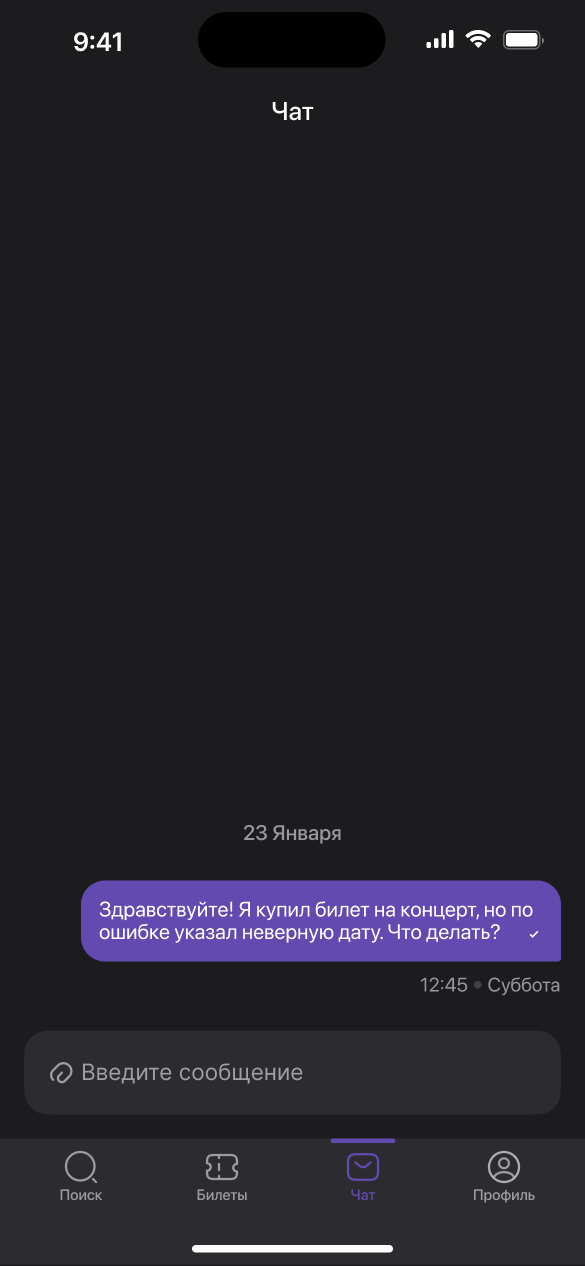 9:41
Чат
23 Января
Здравствуйте! Я купил билет на концерт, но по
ошибке указал неверную дату. Что делать?
12:45 • Суббота
Введите сообщение
Поиск Билеты Чат Профиль